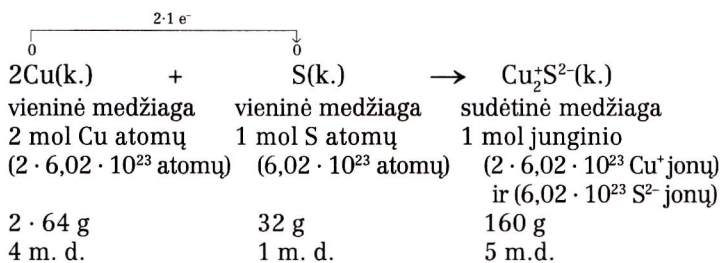 2·1 e⁻
0 0
2Cu(k.) + S(k.) → Cu₂⁺S²⁻(k.)
vieninė medžiaga vieninė medžiaga sudėtinė medžiaga
2 mol Cu atomų 1 mol S atomų 1 mol junginio
(2 · 6,02 · 10²³ atomų) (6,02 · 10²³ atomų) (2 · 6,02 · 10²³ Cu⁺ jonų)
ir (6,02 · 10²³ S²⁻ jonų)
2 · 64 g 32 g 160 g
4 m. d. 1 m. d. 5 m.d.